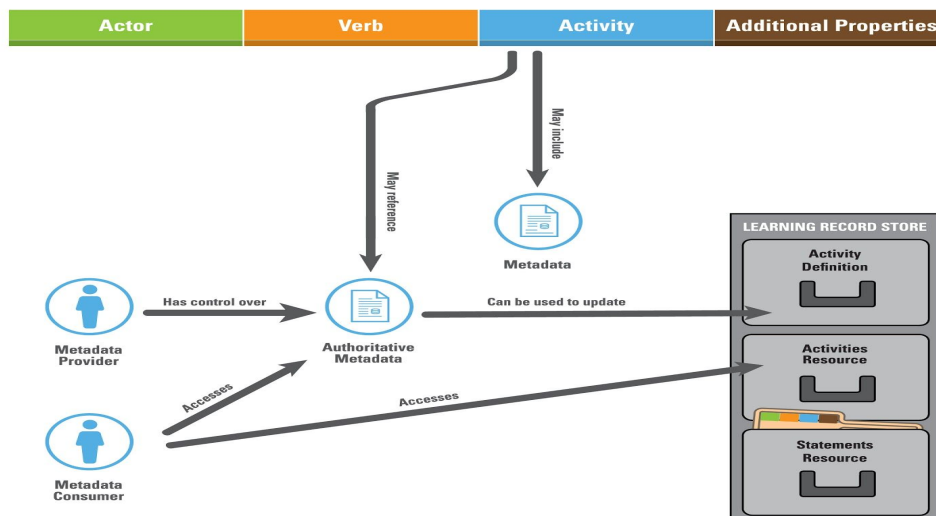 Actor
Verb
Activity
Additional Properties
May reference
May include
Metadata
LEARNING RECORD STORE
Activity
Definition
Has control over
Can be used to update
Metadata
Provider
Authoritative
Metadata
Activities
Resource
Accesses
Accesses
Statements
Resource
Metadata
Consumer